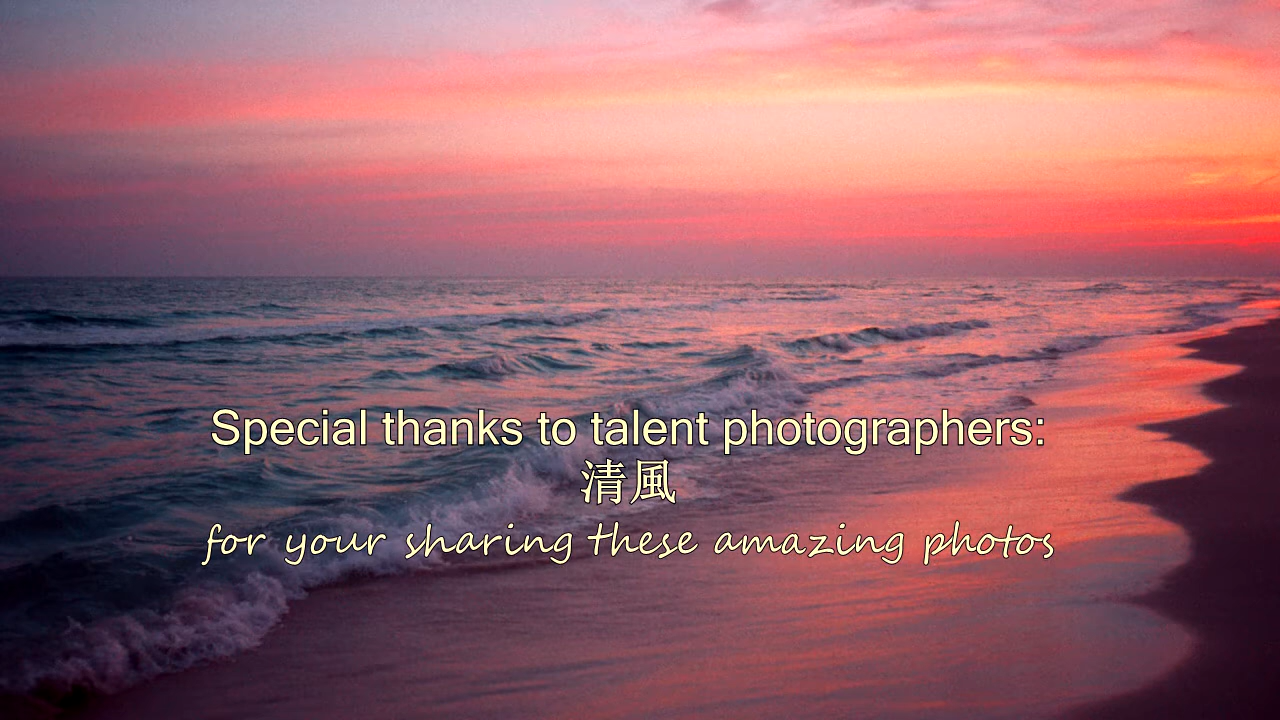 Special thanks to talent photographers:
清風
for your sharing these amazing photos